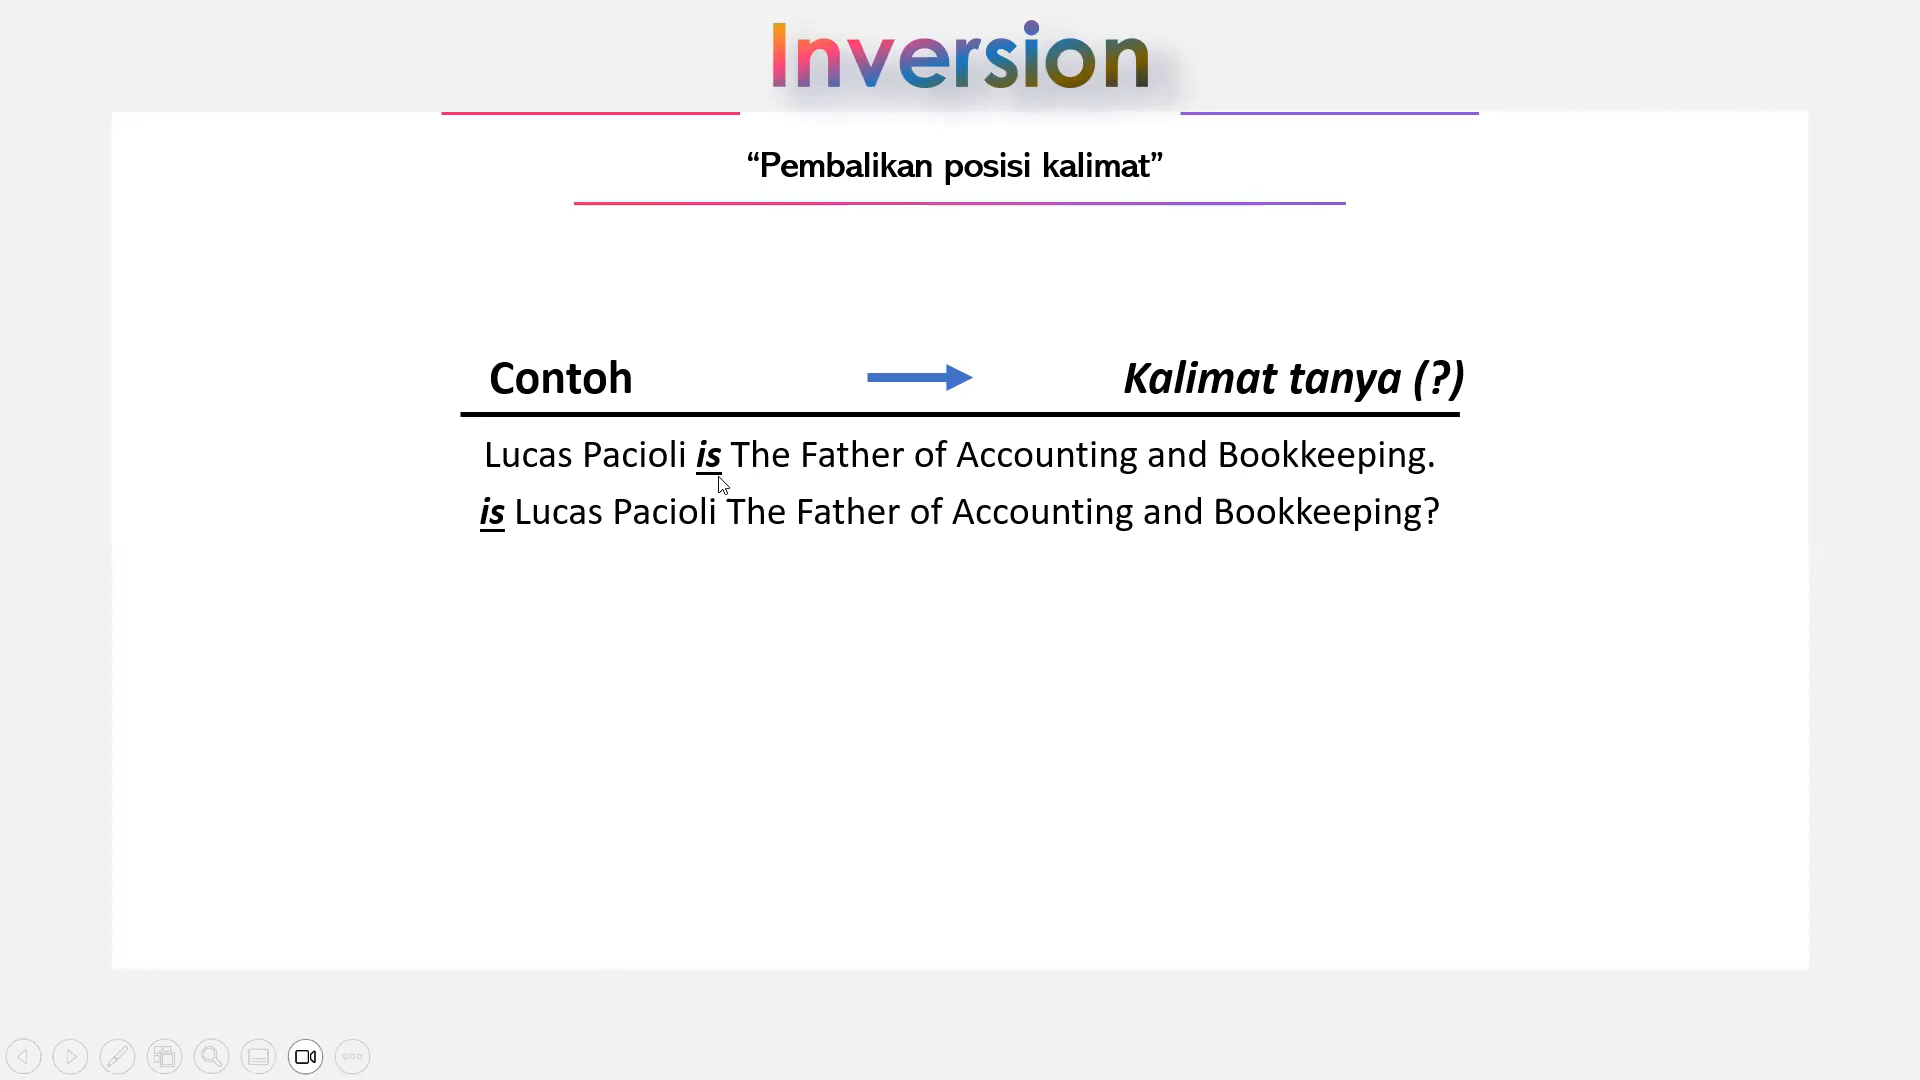 Inversion
“Pembalikan posisi kalimat”
Contoh Kalimat tanya (?)
Lucas Pacioli is The Father of Accounting and Bookkeeping.
is Lucas Pacioli The Father of Accounting and Bookkeeping?